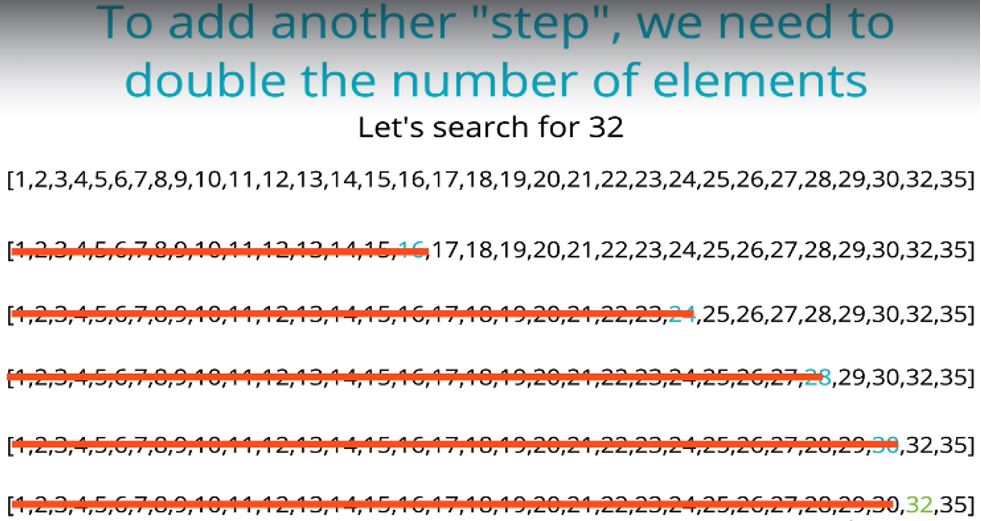 To add another "step", we need to
double the number of elements
Let's search for 32
[1,2,3,4,5,6,7,8,9,10,11,12,13,14,15,16,17,18,19,20,21,22,23,24,25,26,27,28,29,30,32,35]
[1,2,3,4,5,6,7,8,9,10,11,12,13,14,15,16,17,18,19,20,21,22,23,24,25,26,27,28,29,30,32,35]
[1,2,3,4,5,6,7,8,9,10,11,12,13,14,15,16,17,18,19,20,21,22,23,24,25,26,27,28,29,30,32,35]
[1,2,3,4,5,6,7,8,9,10,11,12,13,14,15,16,17,18,19,20,21,22,23,24,25,26,27,28,29,30,32,35]
[1,2,3,4,5,6,7,8,9,10,11,12,13,14,15,16,17,18,19,20,21,22,23,24,25,26,27,28,29,30,32,35]
[1,2,3,4,5,6,7,8,9,10,11,12,13,14,15,16,17,18,19,20,21,22,23,24,25,26,27,28,29,30,32,35]